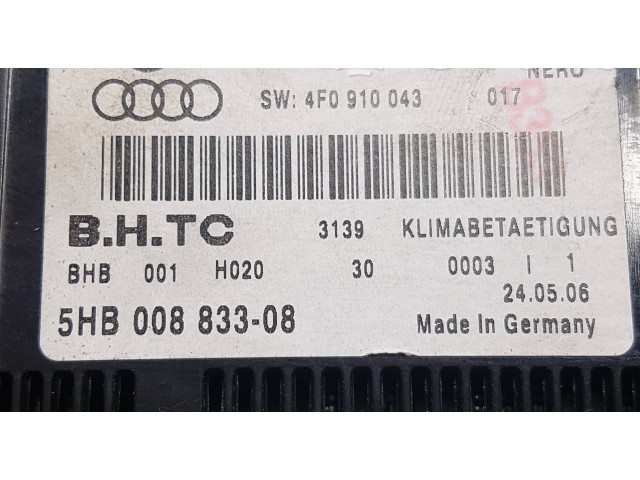 NERO
SW: 4F0 910 043 017
B.H.TC 3139 KLIMABETAETIGUNG
BHB 001 H020 30 0003 I 1
24.05.06
5HB 008 833-08 Made In Germany